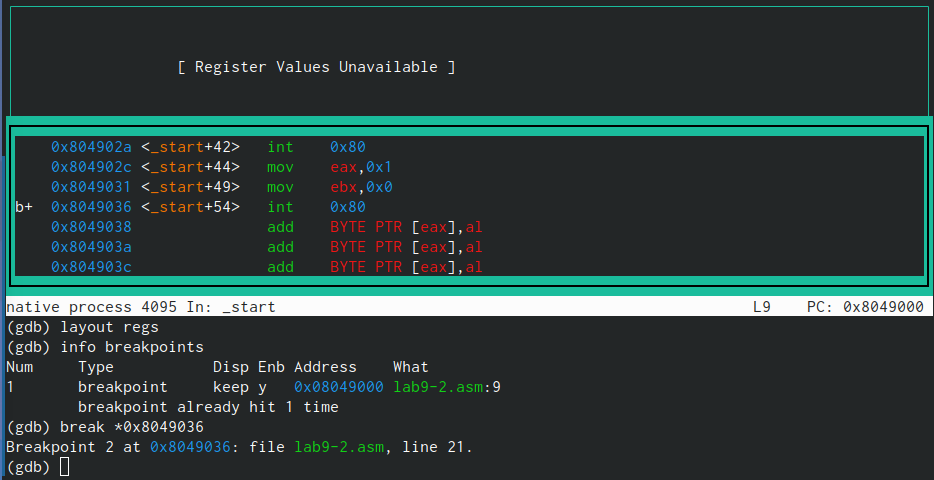 [ Register Values Unavailable ]
0x804902a <_start+42> int 0x80
0x804902c <_start+44> mov eax,0x1
0x8049031 <_start+49> mov ebx,0x0
b+ 0x8049036 <_start+54> int 0x80
0x8049038 add BYTE PTR [eax],al
0x804903a add BYTE PTR [eax],al
0x804903c add BYTE PTR [eax],al
native process 4095 In: _start L9 PC: 0x8049000
(gdb) layout regs
(gdb) info breakpoints
Num Type Disp Enb Address What
1 breakpoint keep y 0x08049000 lab9-2.asm:9
breakpoint already hit 1 time
(gdb) break *0x8049036
Breakpoint 2 at 0x8049036: file lab9-2.asm, line 21.
(gdb)